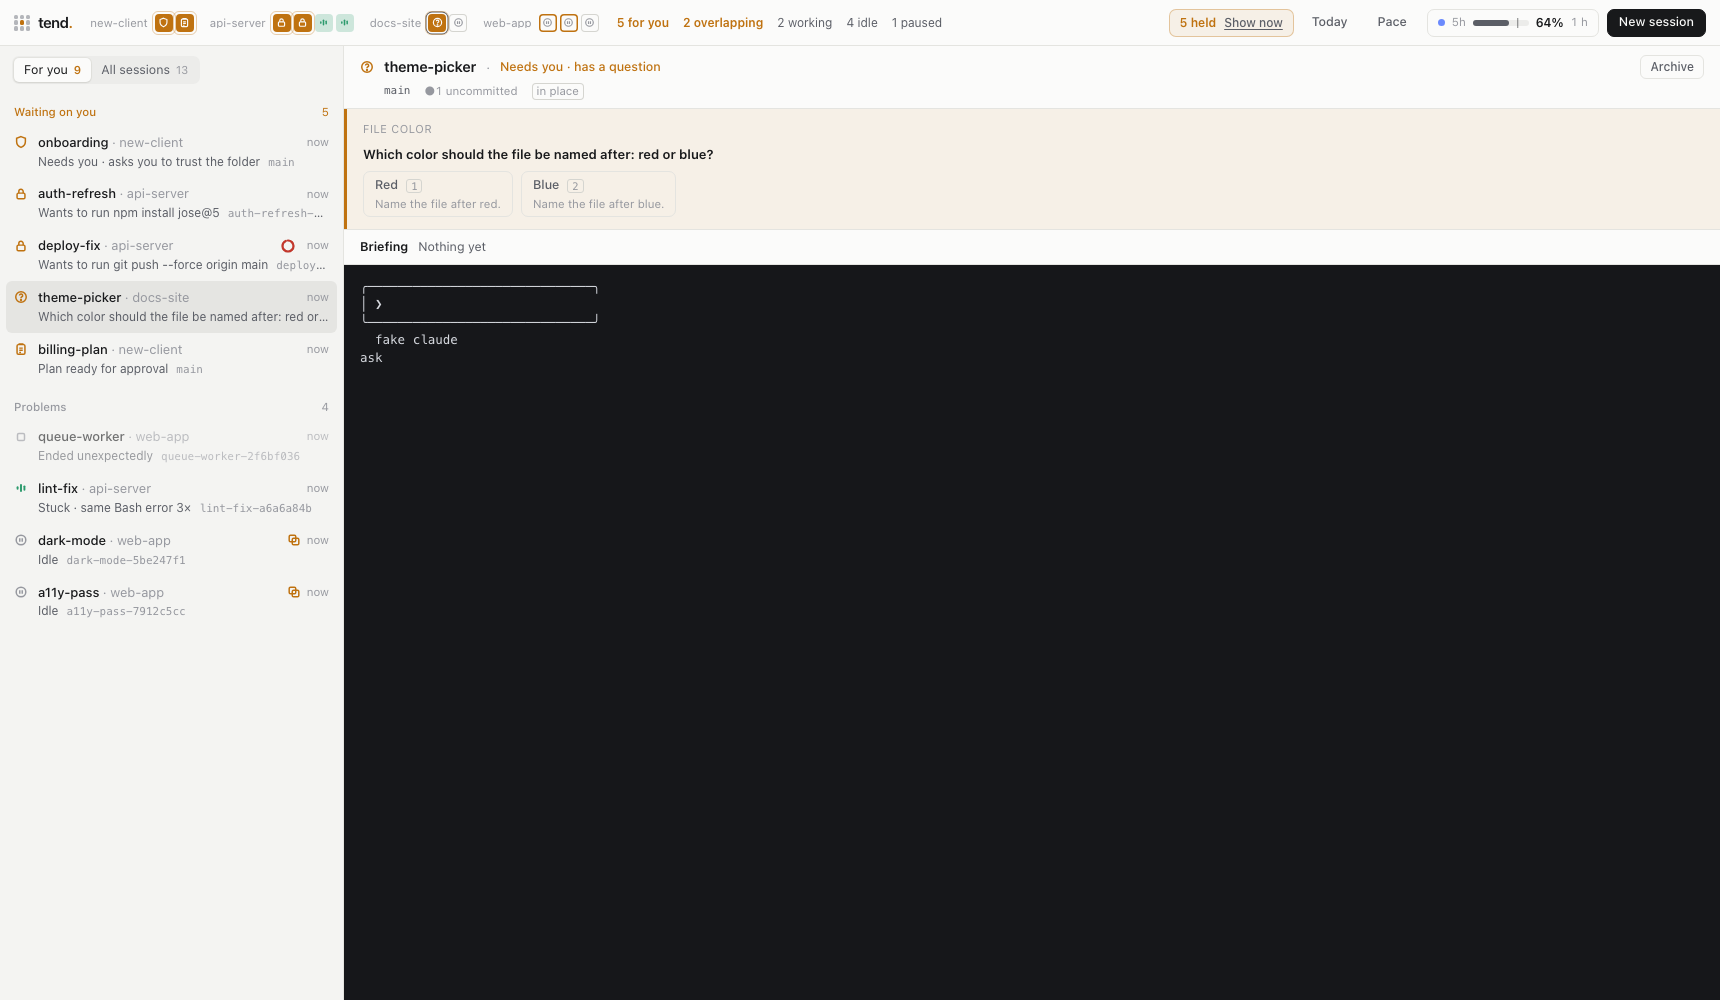 tend. new-client api-server docs-site web-app 5 for you 2 overlapping 2 working 4 idle 1 paused 5 held Show now Today Pace 5h 64% 1 h New session
For you 9 All sessions 13
Waiting on you 5
onboarding · new-client now
Needs you · asks you to trust the folder main
auth-refresh · api-server now
Wants to run npm install jose@5 auth-refresh-…
deploy-fix · api-server now
Wants to run git push --force origin main deploy…
theme-picker · docs-site now
Which color should the file be named after: red or…
billing-plan · new-client now
Plan ready for approval main
Problems 4
queue-worker · web-app now
Ended unexpectedly queue-worker-2f6bf036
lint-fix · api-server now
Stuck · same Bash error 3× lint-fix-a6a6a84b
dark-mode · web-app now
Idle dark-mode-5be247f1
a11y-pass · web-app now
Idle a11y-pass-7912c5cc
theme-picker · Needs you · has a question Archive
main 1 uncommitted in place
FILE COLOR
Which color should the file be named after: red or blue?
Red 1 Blue 2
Name the file after red. Name the file after blue.
Briefing Nothing yet
❯
fake claude
ask